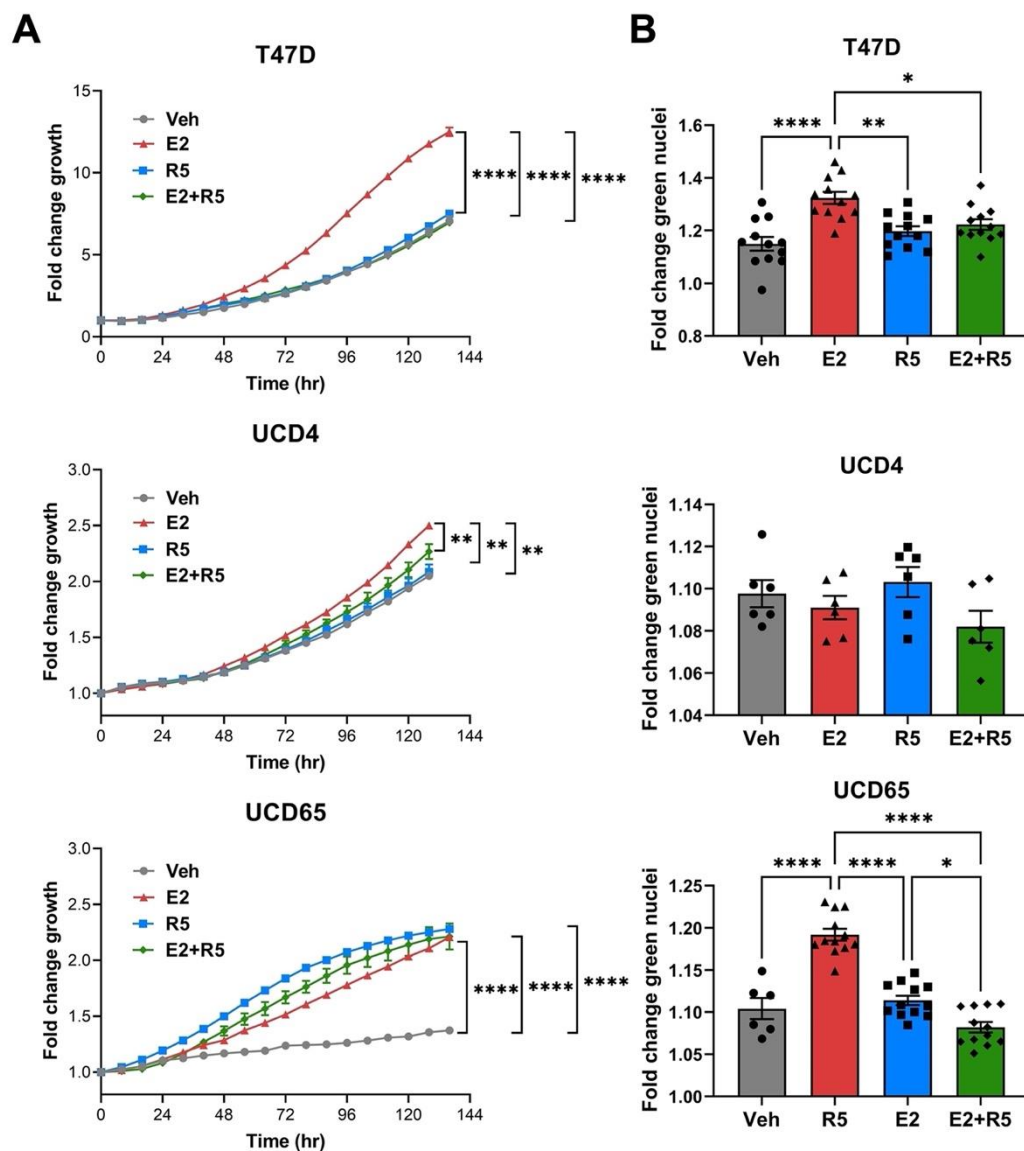 A
T47D
Fold change growth
15
10
5
0
Veh
E2
R5
E2+R5
**** **** ****
0 24 48 72 96 120 144
Time (hr)
UCD4
Fold change growth
3.0
2.5
2.0
1.5
1.0
Veh
E2
R5
E2+R5
** ** **
0 24 48 72 96 120 144
Time (hr)
UCD65
Fold change growth
3.0
2.5
2.0
1.5
1.0
Veh
E2
R5
E2+R5
**** **** ****
0 24 48 72 96 120 144
Time (hr)
B
T47D
*
**** **
Fold change green nuclei
1.6
1.4
1.2
1.0
0.8
Veh E2 R5 E2+R5
UCD4
Fold change green nuclei
1.14
1.12
1.10
1.08
1.06
1.04
Veh E2 R5 E2+R5
UCD65
****
**** **** *
Fold change green nuclei
1.25
1.20
1.15
1.10
1.05
1.00
Veh R5 E2 E2+R5